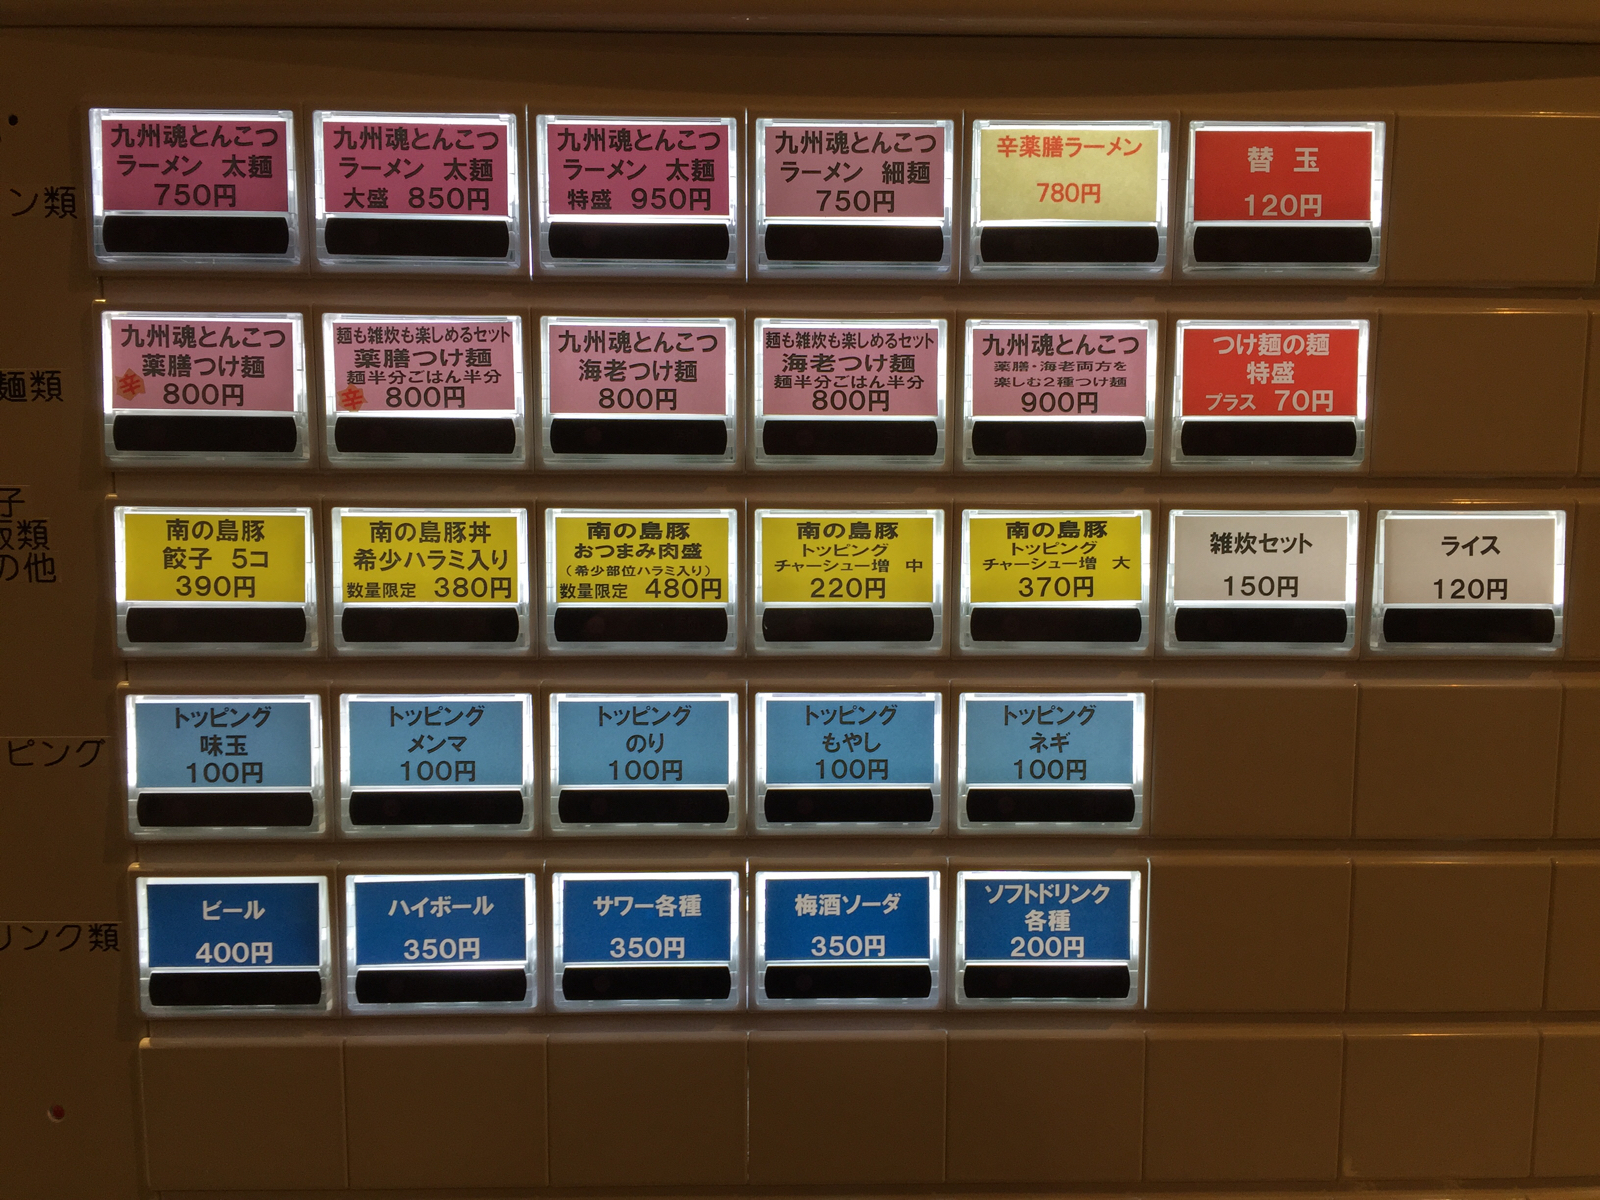 ン類
九州魂とんこつ
ラーメン 太麺
750円
九州魂とんこつ
ラーメン 太麺
大盛 850円
九州魂とんこつ
ラーメン 太麺
特盛 950円
九州魂とんこつ
ラーメン 細麺
750円
辛薬膳ラーメン
780円
替玉
120円
麺類
九州魂とんこつ
薬膳つけ麺
辛 800円
麺も雑炊も楽しめるセット
薬膳つけ麺
麺半分ごはん半分
辛 800円
九州魂とんこつ
海老つけ麺
800円
麺も雑炊も楽しめるセット
海老つけ麺
麺半分ごはん半分
800円
九州魂とんこつ
薬膳・海老両方を
楽しむ2種つけ麺
900円
つけ麺の麺
特盛
プラス 70円
子
飯類
の他
南の島豚
餃子 5コ
390円
南の島豚丼
希少ハラミ入り
数量限定 380円
南の島豚
おつまみ肉盛
(希少部位ハラミ入り)
数量限定 480円
南の島豚
トッピング
チャーシュー増 中
220円
南の島豚
トッピング
チャーシュー増 大
370円
雑炊セット
150円
ライス
120円
ピング
トッピング
味玉
100円
トッピング
メンマ
100円
トッピング
のり
100円
トッピング
もやし
100円
トッピング
ネギ
100円
リンク類
ビール
400円
ハイボール
350円
サワー各種
350円
梅酒ソーダ
350円
ソフトドリンク
各種
200円